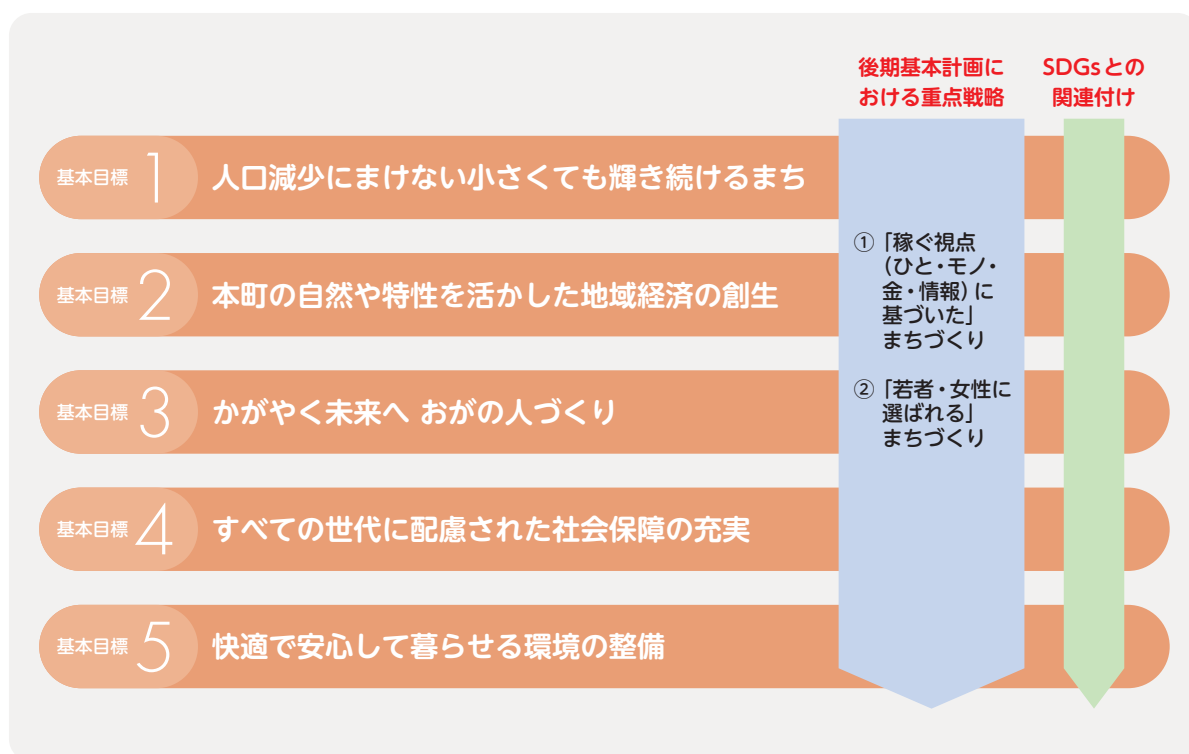 後期基本計画に
おける重点戦略
SDGsとの
関連付け
基本目標 1 人口減少にまけない小さくても輝き続けるまち
基本目標 2 本町の自然や特性を活かした地域経済の創生
基本目標 3 かがやく未来へ おがの人づくり
基本目標 4 すべての世代に配慮された社会保障の充実
基本目標 5 快適で安心して暮らせる環境の整備
①「稼ぐ視点
(ひと・モノ・
金・情報)に
基づいた」
まちづくり
②「若者・女性に
選ばれる」
まちづくり